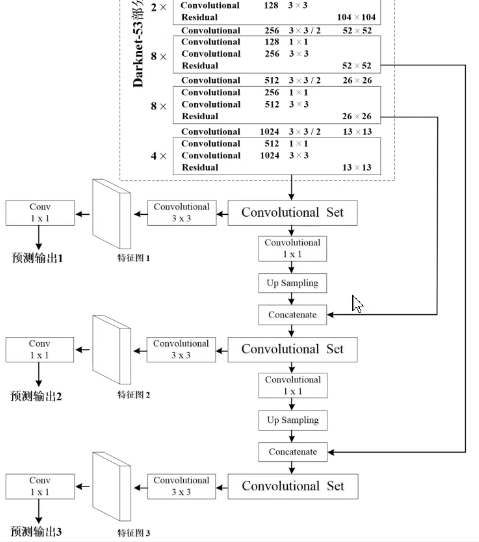 Darknet-53部分
2×
Convolutional 128 3×3
Residual 104×104
Convolutional 256 3×3/2 52×52
8×
Convolutional 128 1×1
Convolutional 256 3×3
Residual 52×52
Convolutional 512 3×3/2 26×26
8×
Convolutional 256 1×1
Convolutional 512 3×3
Residual 26×26
Convolutional 1024 3×3/2 13×13
4×
Convolutional 512 1×1
Convolutional 1024 3×3
Residual 13×13
Conv
1 x 1
预测输出1
特征图1
Convolutional
3 x 3
Convolutional Set
Convolutional
1 x 1
Up Sampling
Concatenate
Conv
1 x 1
预测输出2
特征图2
Convolutional
3 x 3
Convolutional Set
Convolutional
1 x 1
Up Sampling
Concatenate
Conv
1 x 1
预测输出3
特征图3
Convolutional
3 x 3
Convolutional Set